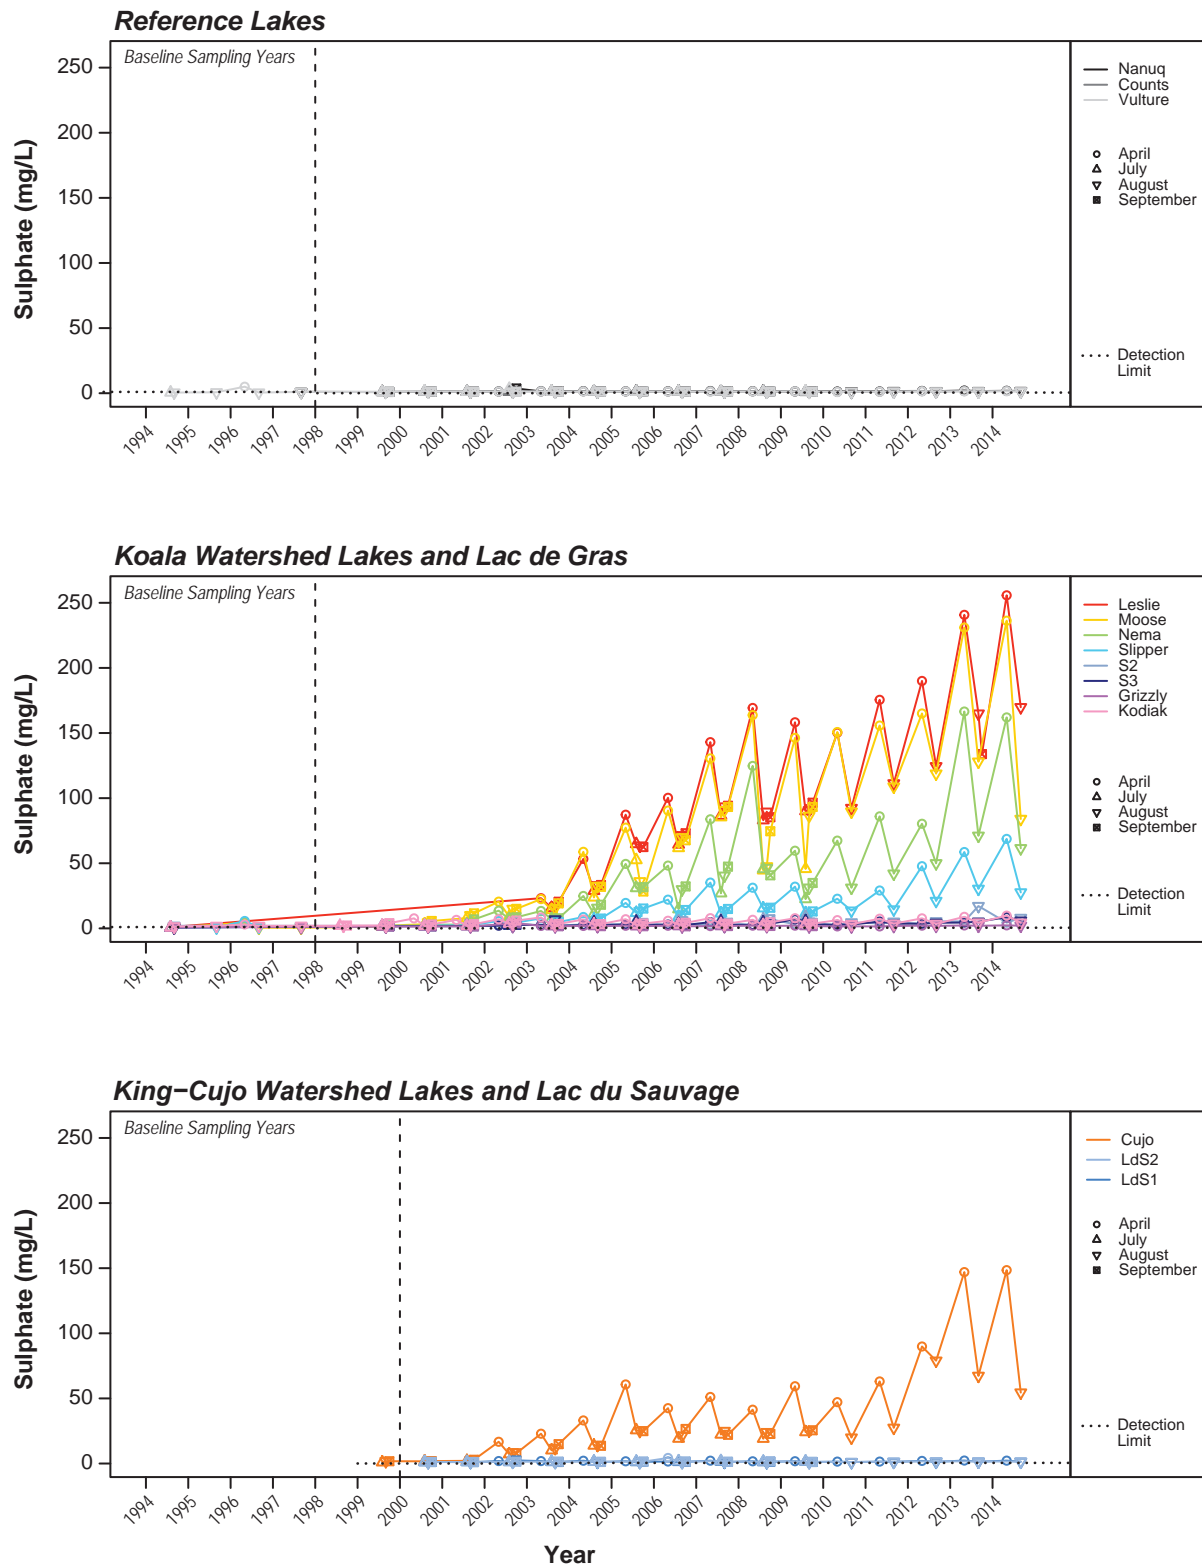 Reference Lakes
Baseline Sampling Years
Sulphate (mg/L)
250
200
150
100
50
0
1994 1995 1996 1997 1998 1999 2000 2001 2002 2003 2004 2005 2006 2007 2008 2009 2010 2011 2012 2013 2014
Nanuq
Counts
Vulture
April
July
August
September
Detection
Limit
Koala Watershed Lakes and Lac de Gras
Baseline Sampling Years
Sulphate (mg/L)
250
200
150
100
50
0
1994 1995 1996 1997 1998 1999 2000 2001 2002 2003 2004 2005 2006 2007 2008 2009 2010 2011 2012 2013 2014
Leslie
Moose
Nema
Slipper
S2
S3
Grizzly
Kodiak
April
July
August
September
Detection
Limit
King−Cujo Watershed Lakes and Lac du Sauvage
Baseline Sampling Years
Sulphate (mg/L)
250
200
150
100
50
0
1994 1995 1996 1997 1998 1999 2000 2001 2002 2003 2004 2005 2006 2007 2008 2009 2010 2011 2012 2013 2014
Year
Cujo
LdS2
LdS1
April
July
August
September
Detection
Limit